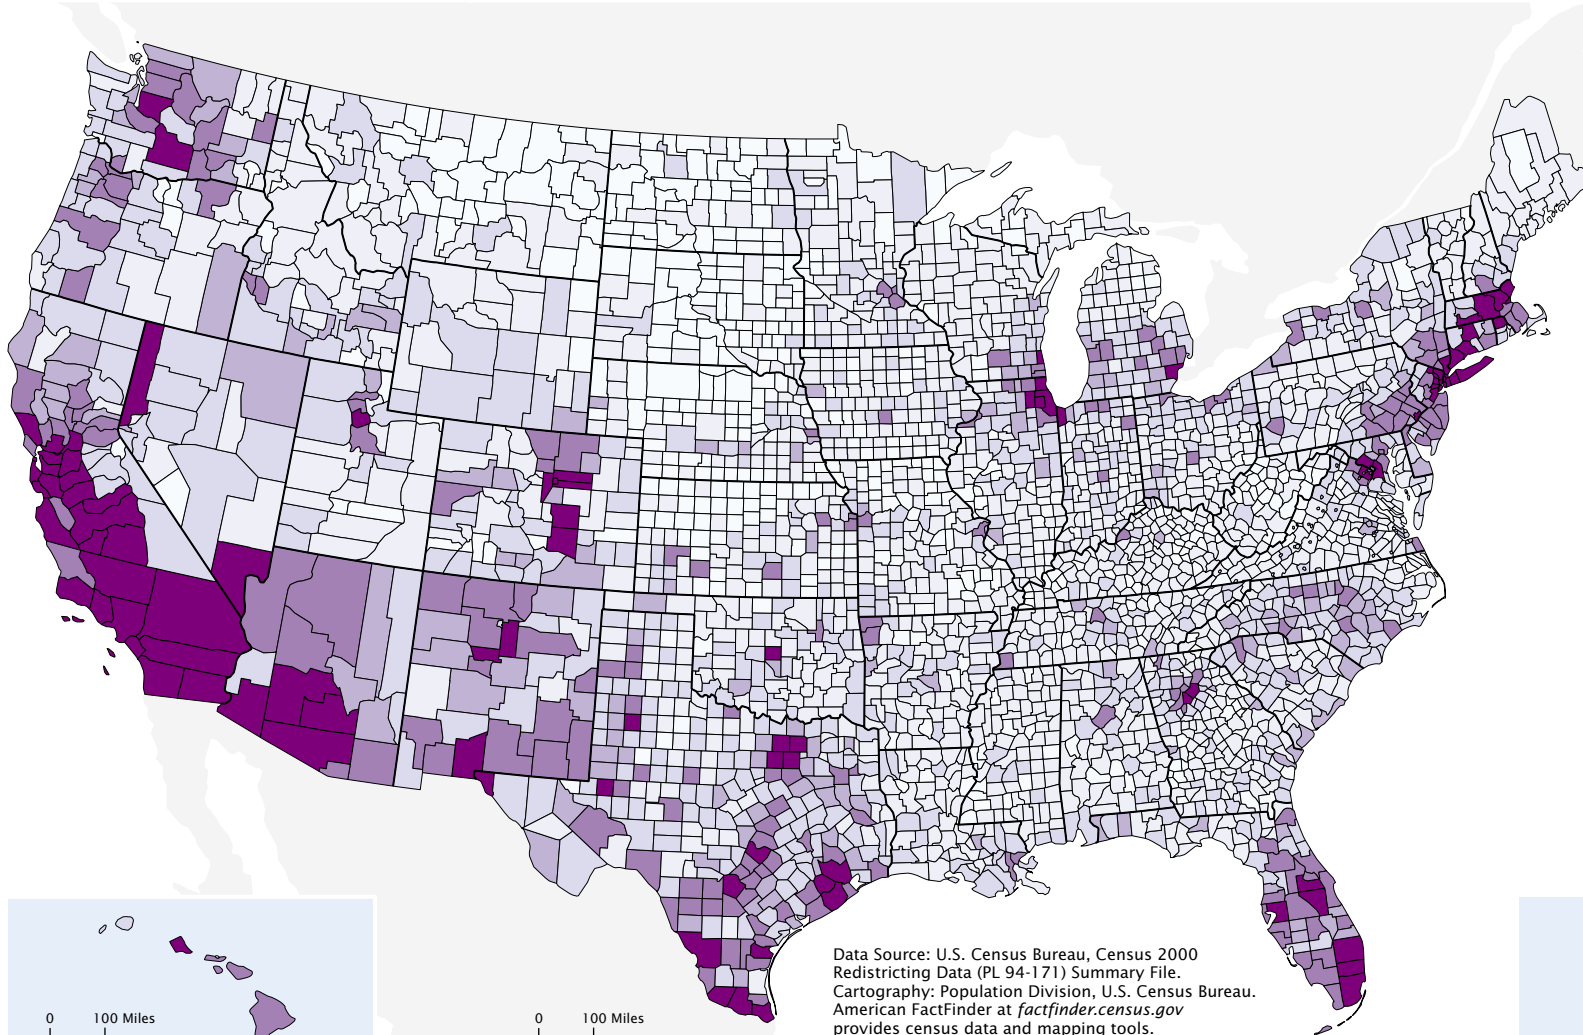 Data Source: U.S. Census Bureau, Census 2000
Redistricting Data (PL 94-171) Summary File.
Cartography: Population Division, U.S. Census Bureau.
American FactFinder at factfinder.census.gov
provides census data and mapping tools.
0 100 Miles
0 100 Miles